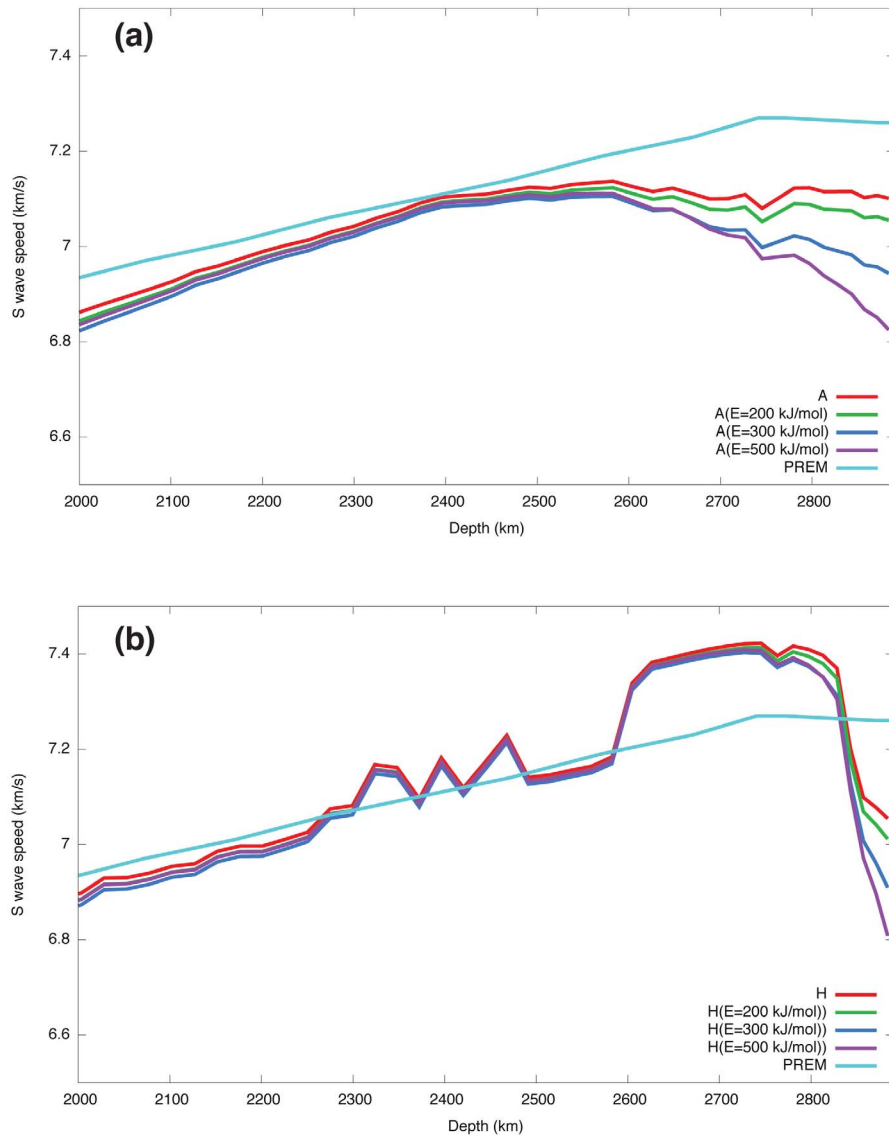 (a)
7.4
7.2
7
6.8
6.6
S wave speed (km/s)
A
A(E=200 kJ/mol)
A(E=300 kJ/mol)
A(E=500 kJ/mol)
PREM
2000 2100 2200 2300 2400 2500 2600 2700 2800
Depth (km)
(b)
7.4
7.2
7
6.8
6.6
S wave speed (km/s)
H
H(E=200 kJ/mol))
H(E=300 kJ/mol))
H(E=500 kJ/mol))
PREM
2000 2100 2200 2300 2400 2500 2600 2700 2800
Depth (km)